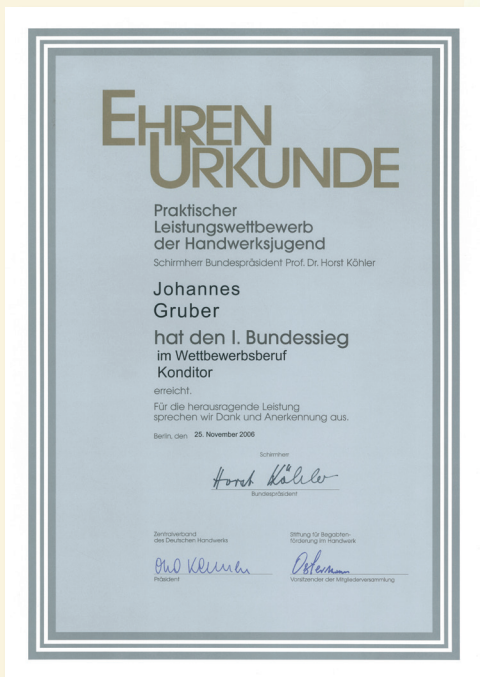 EHREN
URKUNDE
Praktischer
Leistungswettbewerb
der Handwerksjugend
Schirmherr Bundespräsident Prof. Dr. Horst Köhler
Johannes
Gruber
hat den I. Bundessieg
im Wettbewerbsberuf
Konditor
erreicht.
Für die herausragende Leistung
sprechen wir Dank und Anerkennung aus.
Berlin, den 25. November 2006
Schirmherr
Horst Köhler
Bundespräsident
Zentralverband
des Deutschen Handwerks
Präsident
Stiftung für Begabten-
förderung im Handwerk
Ostermann
Vorsitzender der Mitgliederversammlung